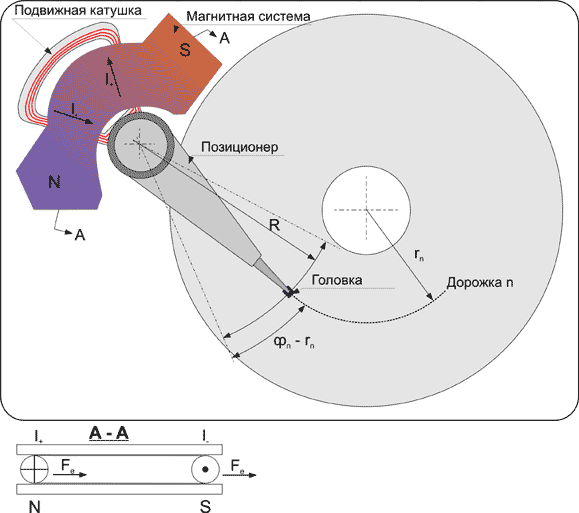 Подвижная катушка
Магнитная система
A
S
I-
I+
N
A
Позиционер
R
rn
Головка
Дорожка n
φn - rn
I+
A - A
I-
Fe
Fe
N
S